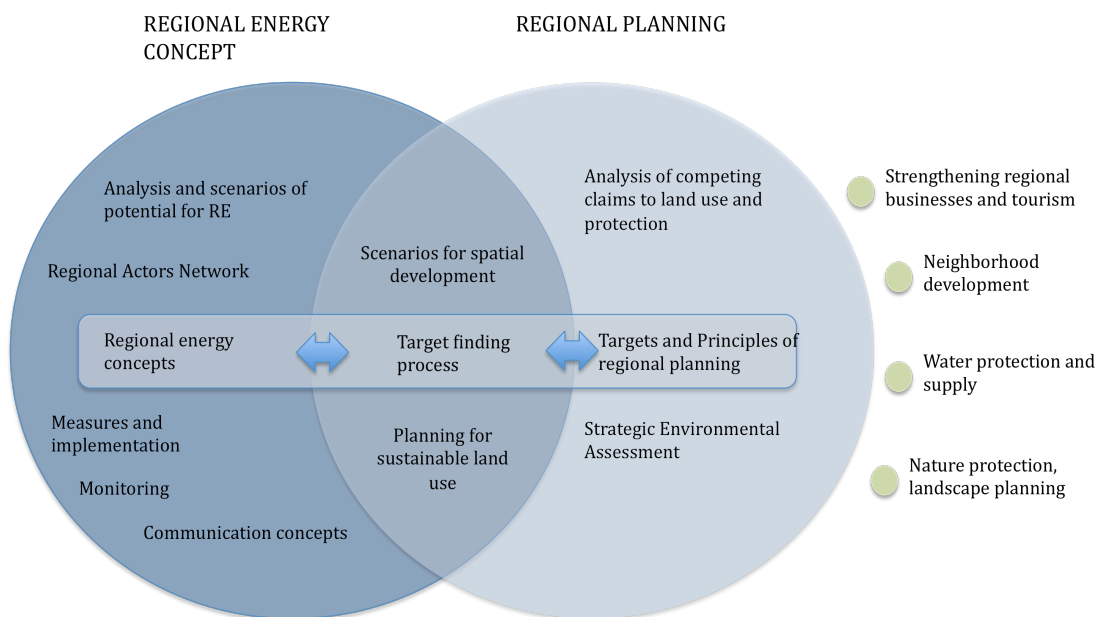 REGIONAL ENERGY
CONCEPT
REGIONAL PLANNING
Analysis and scenarios of
potential for RE
Regional Actors Network
Regional energy
concepts
Measures and
implementation
Monitoring
Communication concepts
Scenarios for spatial
development
Target finding
process
Planning for
sustainable land
use
Analysis of competing
claims to land use and
protection
Targets and Principles of
regional planning
Strategic Environmental
Assessment
Strengthening regional
businesses and tourism
Neighborhood
development
Water protection and
supply
Nature protection,
landscape planning